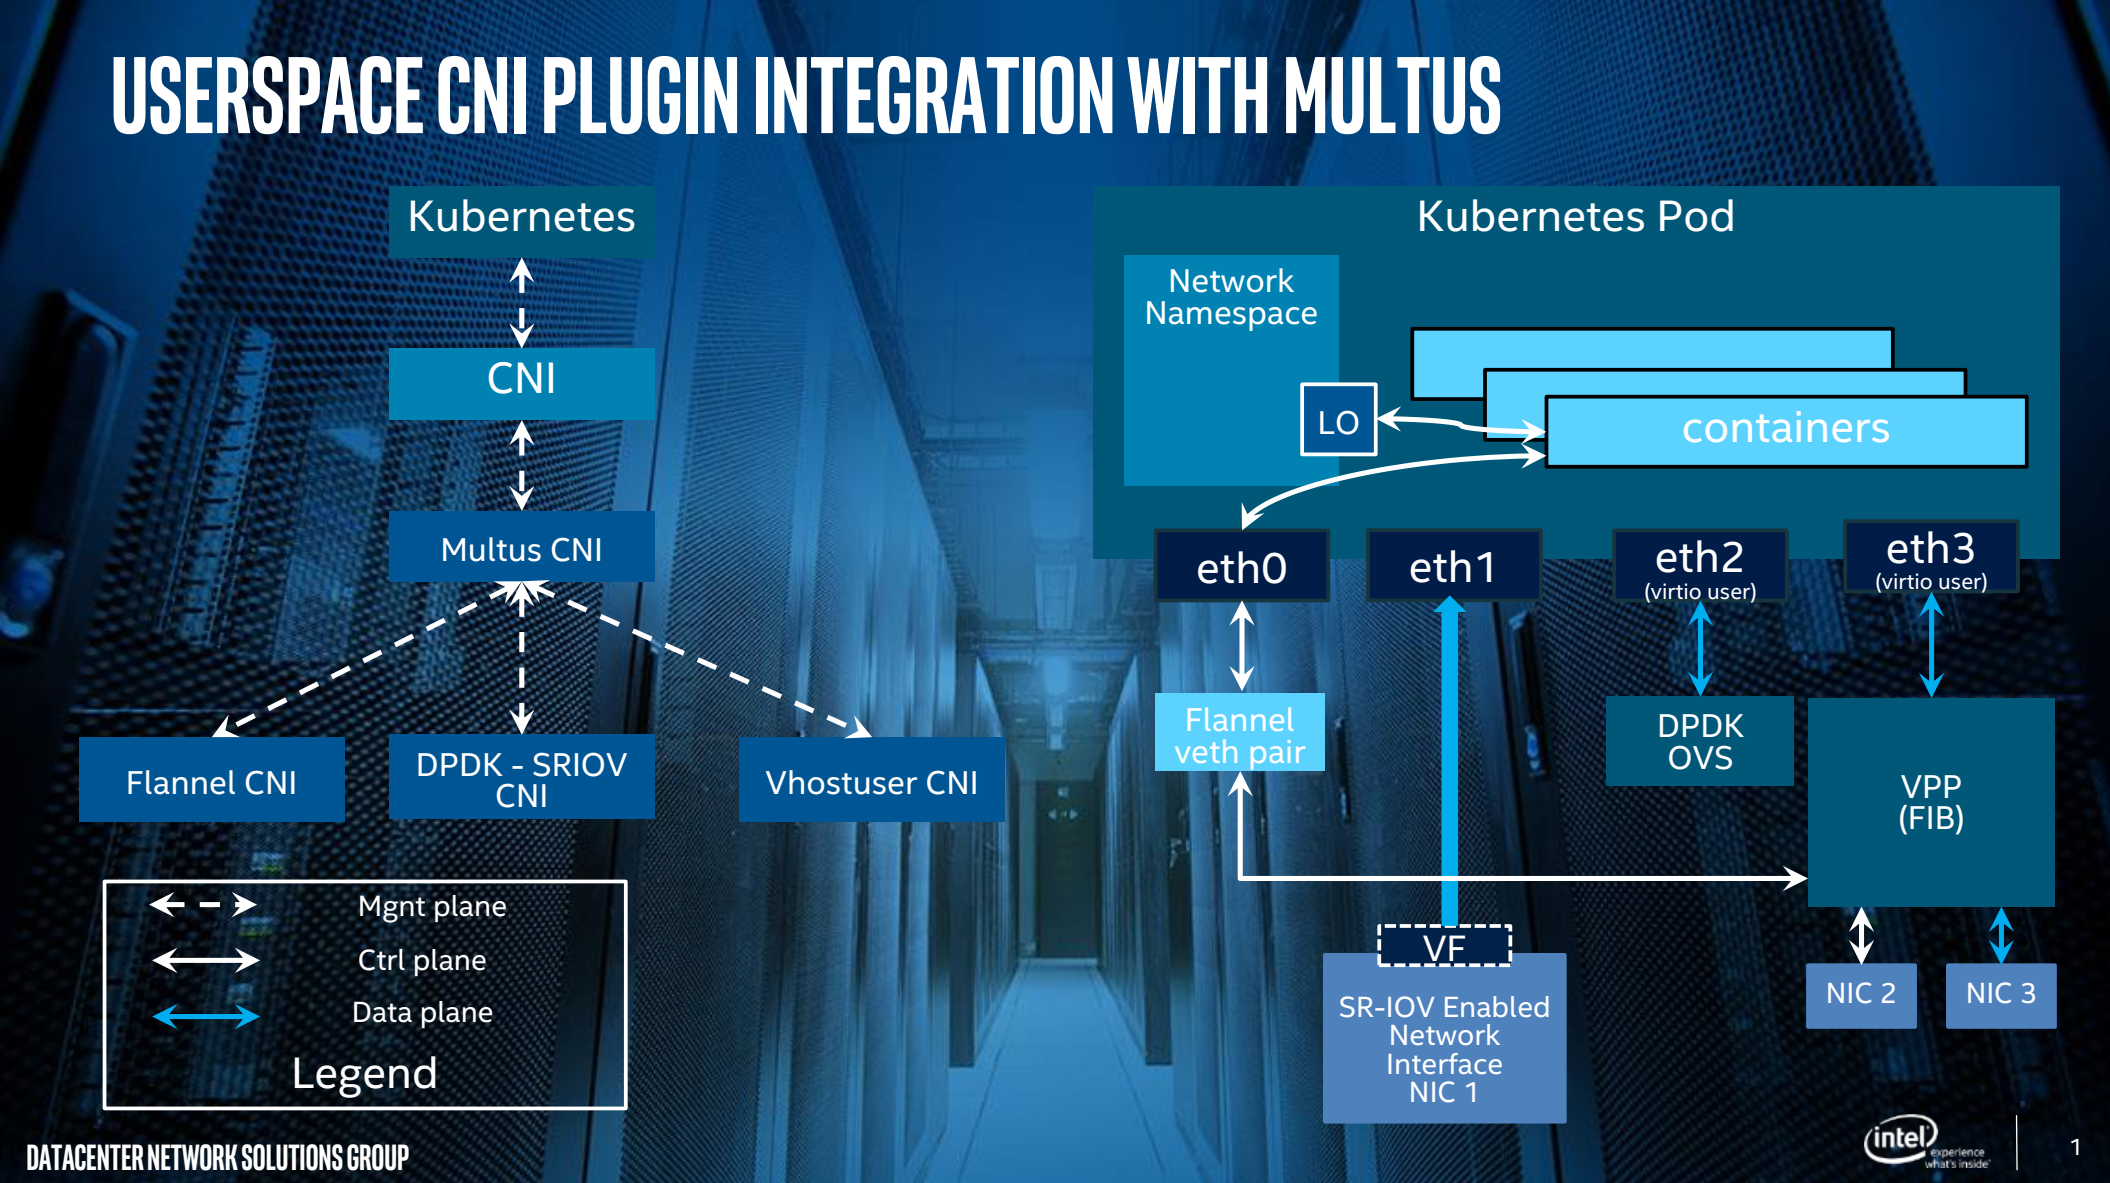 USERSPACE CNI PLUGIN INTEGRATION WITH MULTUS
Kubernetes
CNI
Multus CNI
Flannel CNI
DPDK - SRIOV
CNI
Vhostuser CNI
Mgnt plane
Ctrl plane
Data plane
Legend
Kubernetes Pod
Network
Namespace
LO
containers
eth0
eth1
eth2
(virtio user)
eth3
(virtio user)
Flannel
veth pair
DPDK
OVS
VPP
(FIB)
VF
SR-IOV Enabled
Network
Interface
NIC 1
NIC 2
NIC 3
DATACENTER NETWORK SOLUTIONS GROUP
intel
experience
what's inside
1